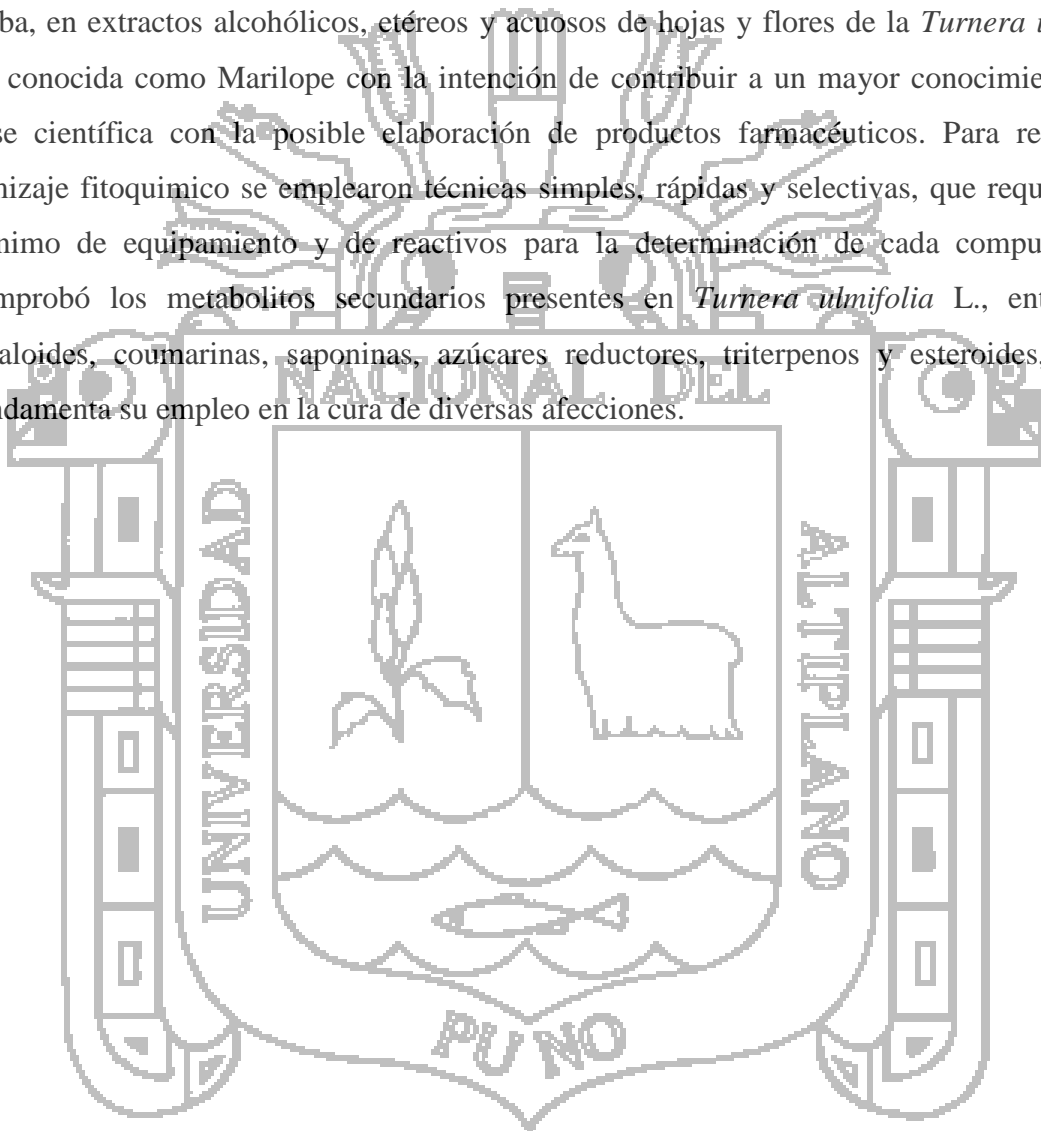 ba, en extractos alcohólicos, etéreos y acuosos de hojas y flores de la Turnera
conocida como Marilope con la intención de contribuir a un mayor conocimie
se científica con la posible elaboración de productos farmacéuticos. Para re
nizaje fitoquimico se emplearon técnicas simples, rápidas y selectivas, que requ
nimo de equipamiento y de reactivos para la determinación de cada compu
mprobó los metabolitos secundarios presentes en Turnera ulmifolia L., ent
aloides, coumarinas, saponinas, azúcares reductores, triterpenos y esteroides,
ndamenta su empleo en la cura de diversas afecciones.
NACIONAL DEL
UNIVERSIDAD
ALTIPLANO
PUNO